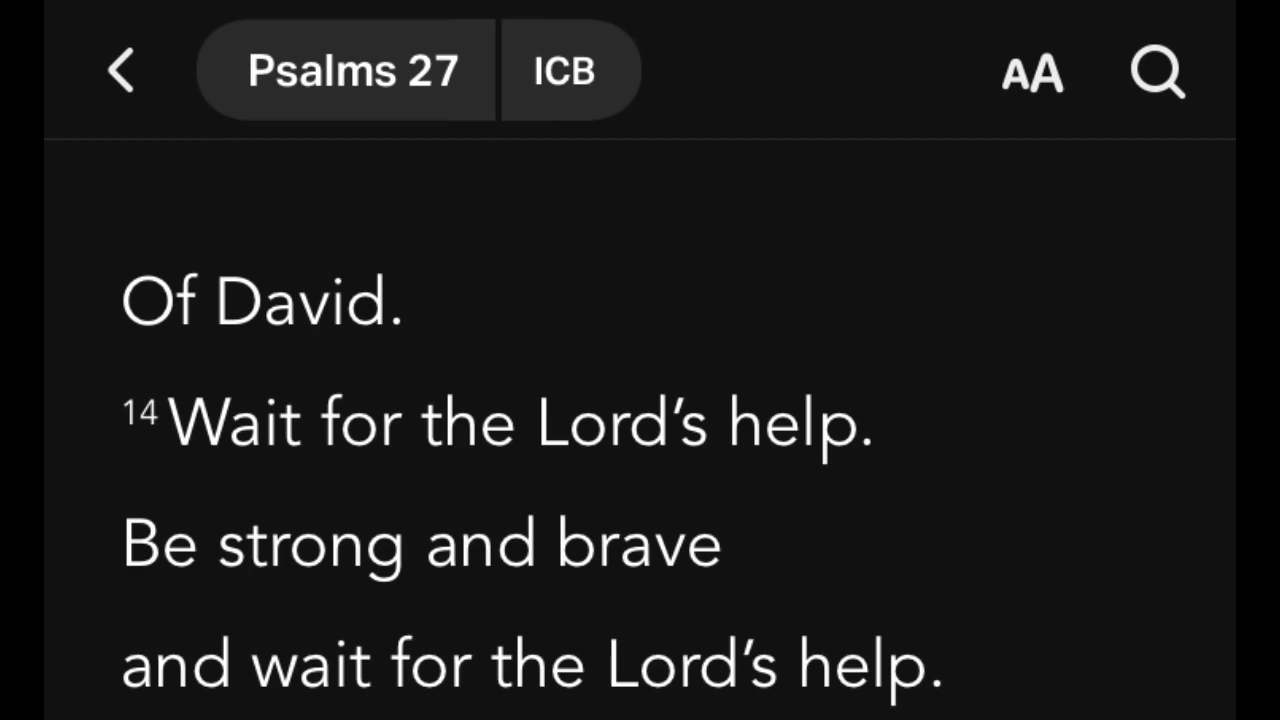 Psalms 27 ICB AA
Of David.
14 Wait for the Lord’s help.
Be strong and brave
and wait for the Lord’s help.